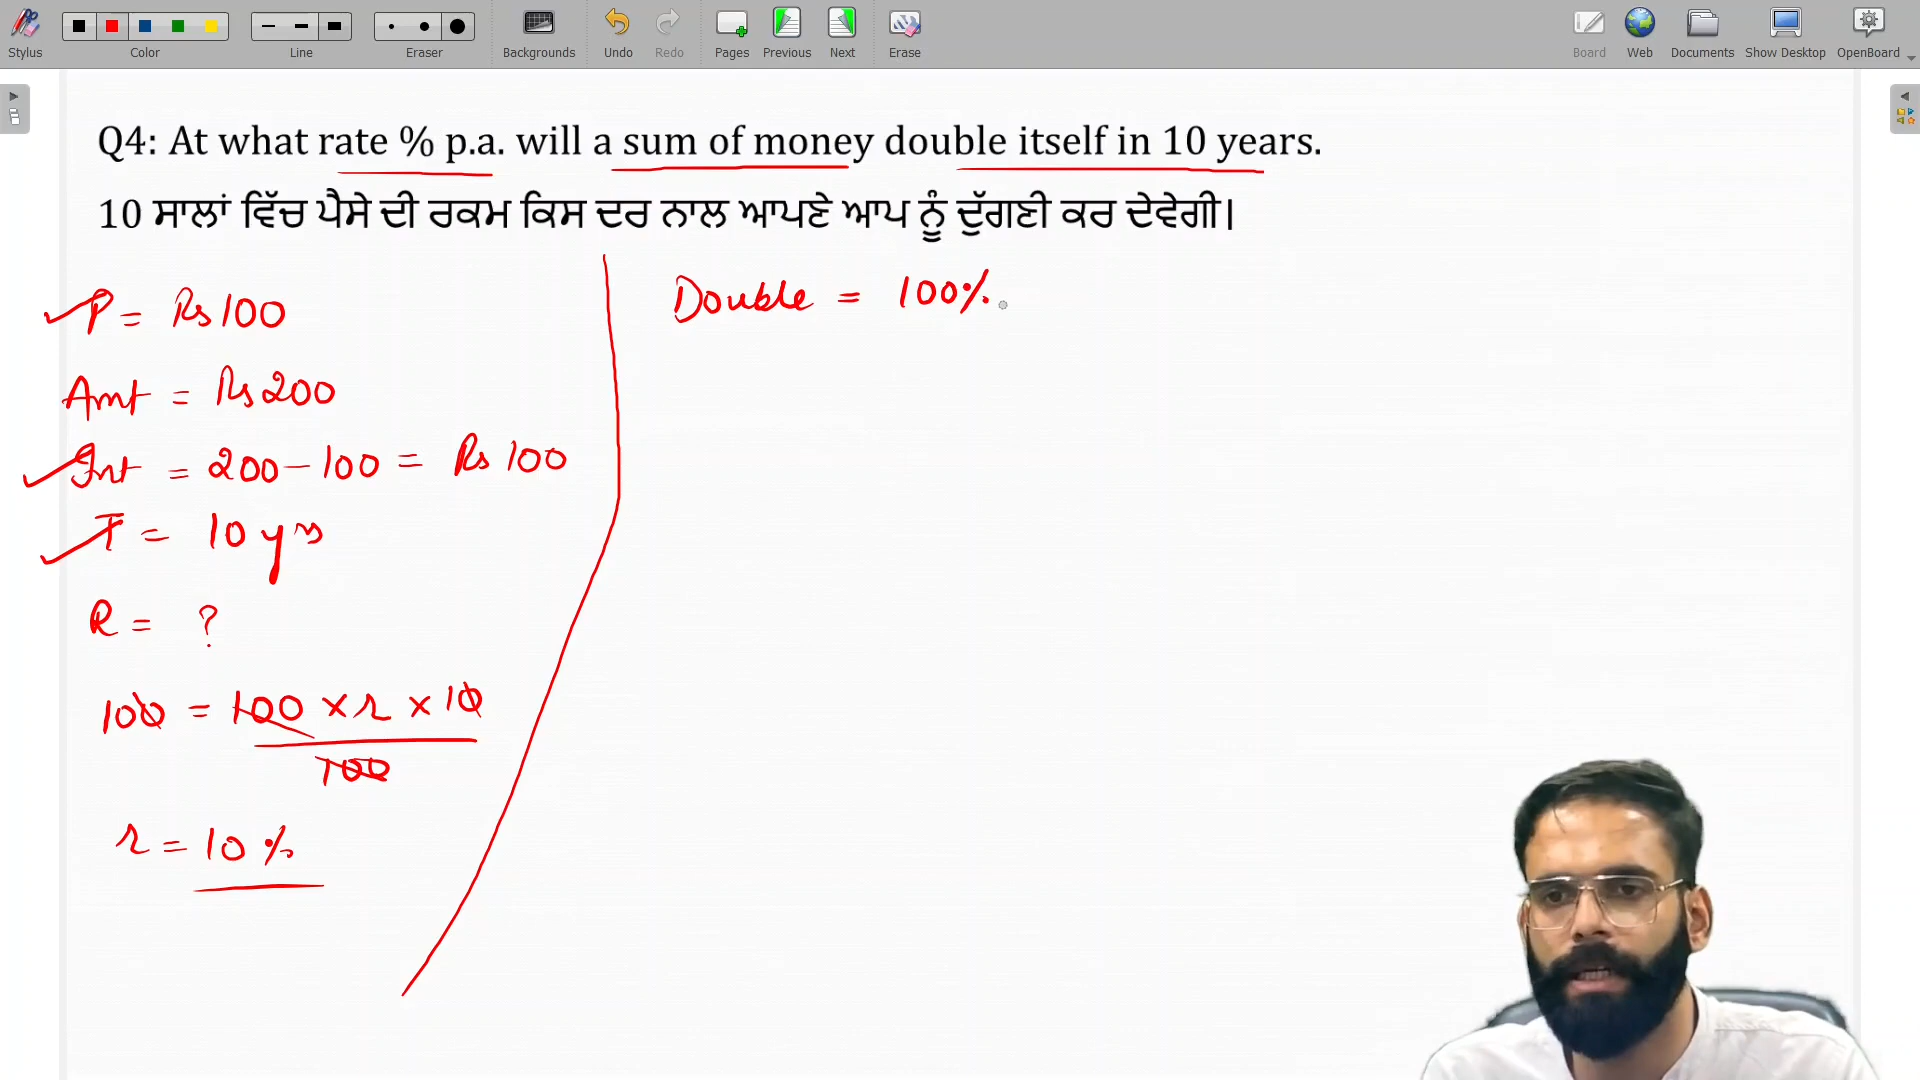 Stylus Color Line Eraser Backgrounds Undo Redo Pages Previous Next Erase Board Web Documents Show Desktop OpenBoard
Q4: At what rate % p.a. will a sum of money double itself in 10 years.
10 ਸਾਲਾਂ ਵਿੱਚ ਪੈਸੇ ਦੀ ਰਕਮ ਕਿਸ ਦਰ ਨਾਲ ਆਪਣੇ ਆਪ ਨੂੰ ਦੁੱਗਣੀ ਕਰ ਦੇਵੇਗੀ।
P = Rs 100
Amt = Rs 200
Int = 200 - 100 = Rs 100
T = 10 yrs
R = ?
100 = 100 × r × 10
100
r = 10 %
Double = 100%